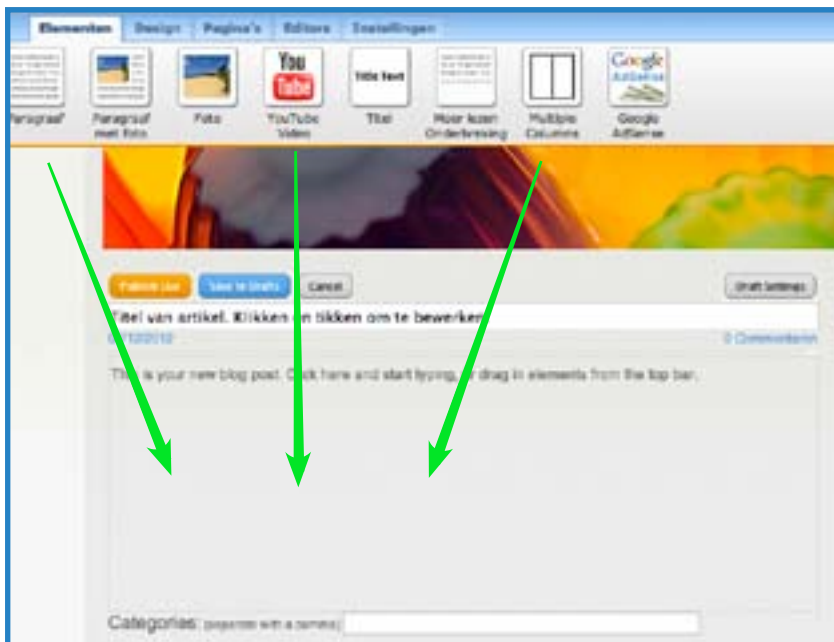 Elementen Design Pagina's Editors Instellingen
You Tube
Title Text
Google AdSense
Paragraaf
Paragraaf met foto
Foto
YouTube Video
Titel
Meer lezen Onderbreking
Multiple Columns
Google AdSense
Publish Live Save to Drafts Cancel Draft Settings
Titel van artikel. Klikken en tikken om te bewerken
0 Commentaren
This is your new blog post. Click here and start typing, or drag in elements from the top bar.
Categories: (separate with a comma)